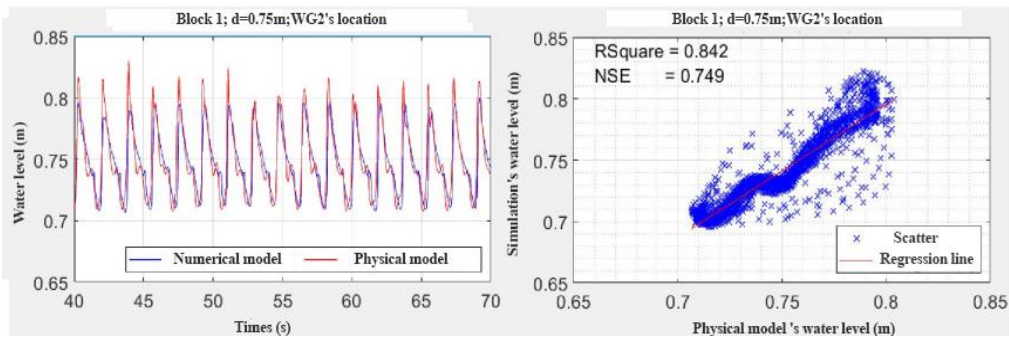 Block 1; d=0.75m;WG2's location
0.85
0.8
0.75
0.7
0.65
Water level (m)
Numerical model
Physical model
40 45 50 55 60 65 70
Times (s)
Block 1; d=0.75m;WG2's location
RSquare = 0.842
NSE = 0.749
0.85
0.8
0.75
0.7
0.65
Simulation's water level (m)
Scatter
Regression line
0.65 0.7 0.75 0.8 0.85
Physical model 's water level (m)